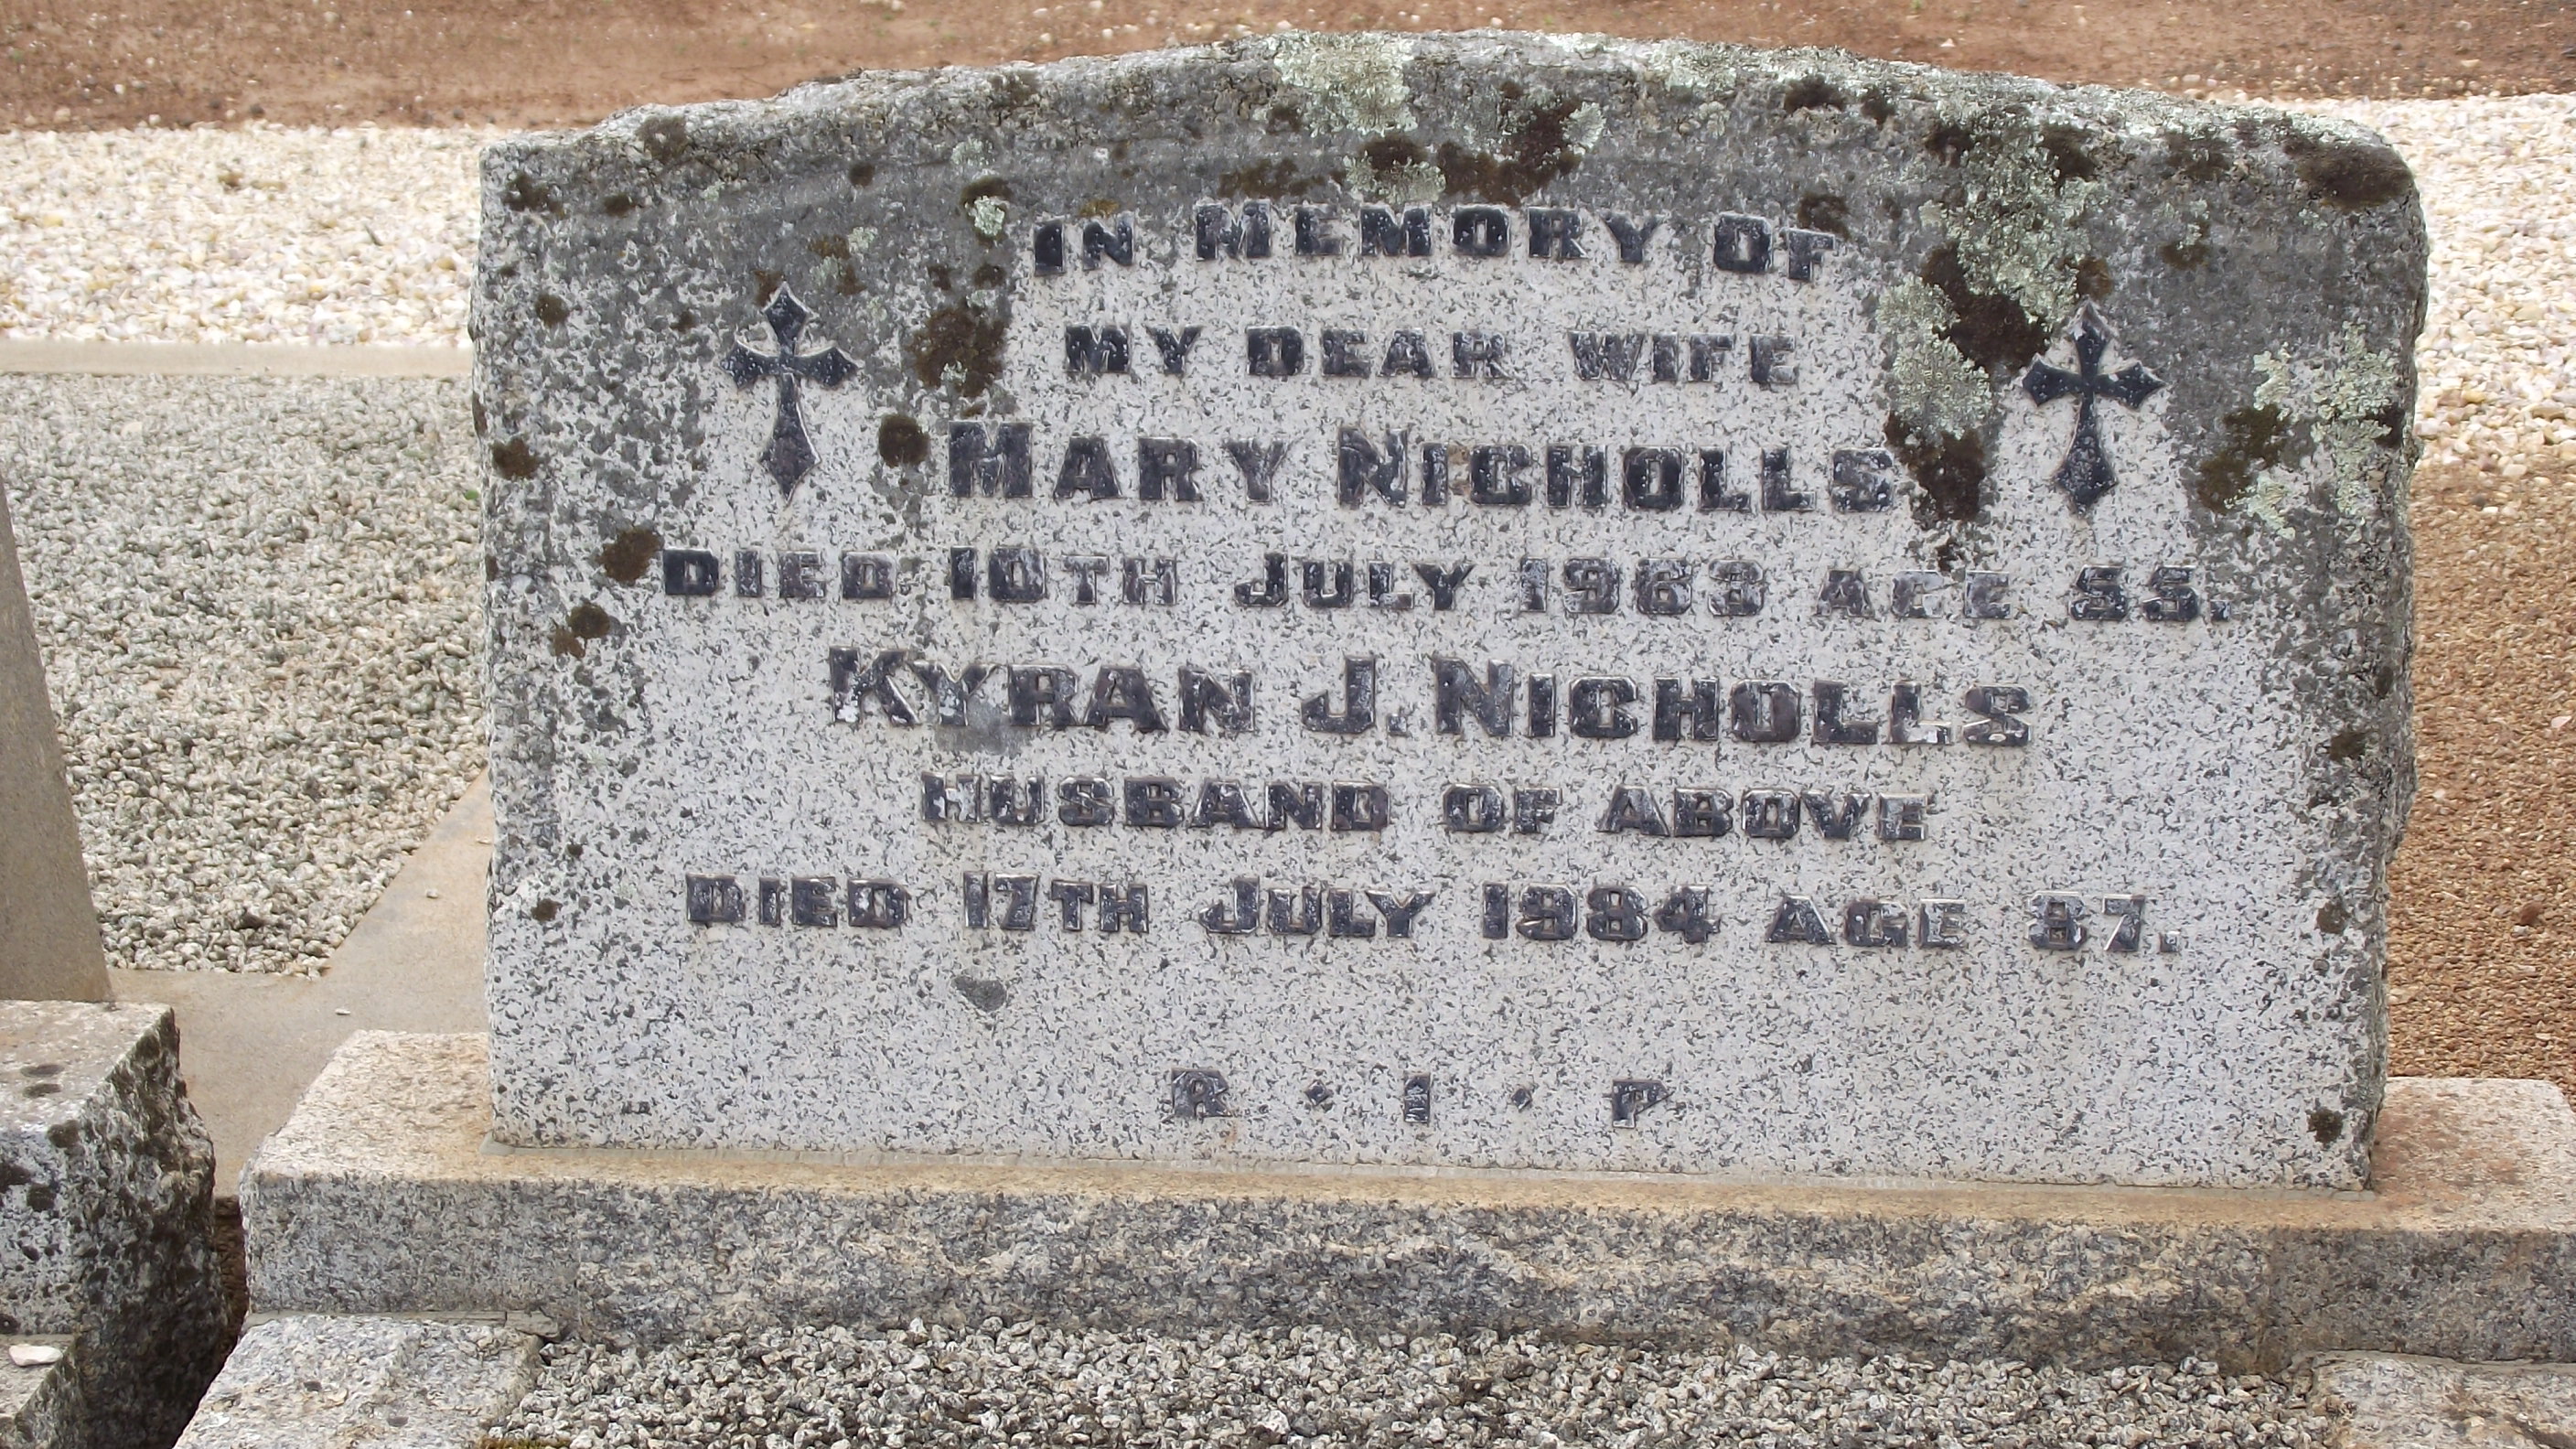 IN MEMORY OF
MY DEAR WIFE
MARY NICHOLLS
DIED 10TH JULY 1963 AGE 55.
KYRAN J. NICHOLLS
HUSBAND OF ABOVE
DIED 17TH JULY 1984 AGE 87.
R · I · P